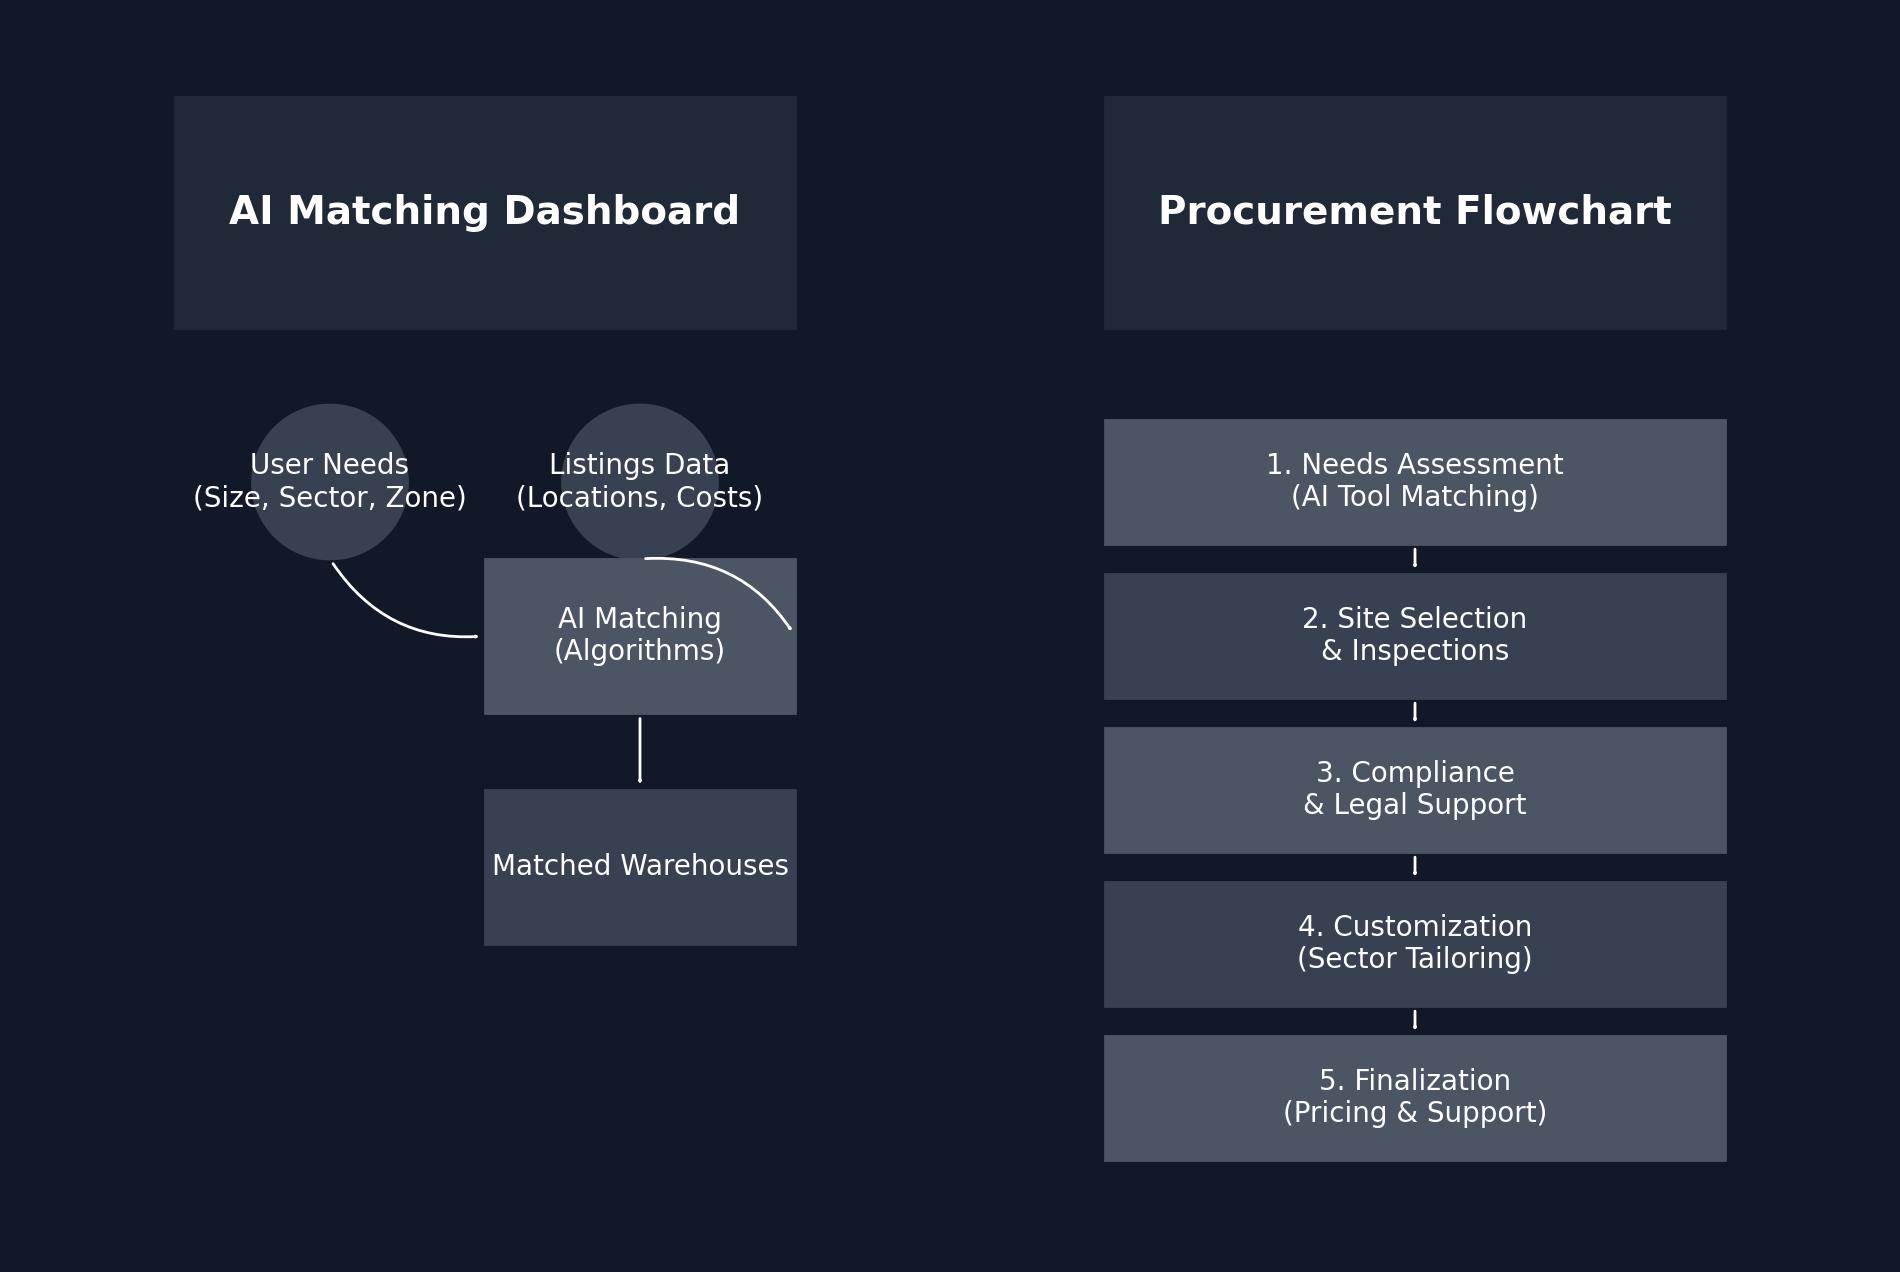 AI Matching Dashboard
User Needs
(Size, Sector, Zone)
Listings Data
(Locations, Costs)
AI Matching
(Algorithms)
Matched Warehouses
Procurement Flowchart
1. Needs Assessment
(AI Tool Matching)
2. Site Selection
& Inspections
3. Compliance
& Legal Support
4. Customization
(Sector Tailoring)
5. Finalization
(Pricing & Support)